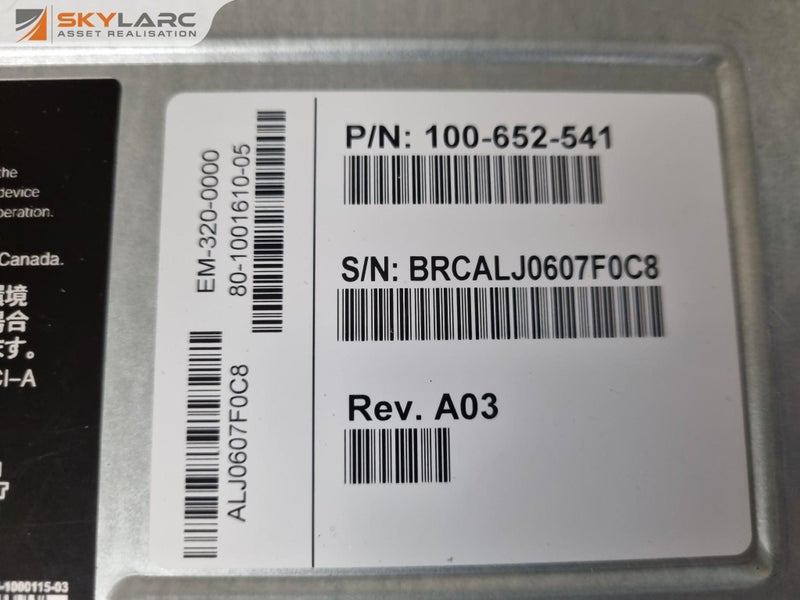 SKYLARC
ASSET REALISATION
the
device
operation.
Canada.
環境
場合
ます。
CI-A
-1000115-03
EM-320-0000
80-1001610-05
ALJ0607F0C8
P/N: 100-652-541
S/N: BRCALJ0607F0C8
Rev. A03